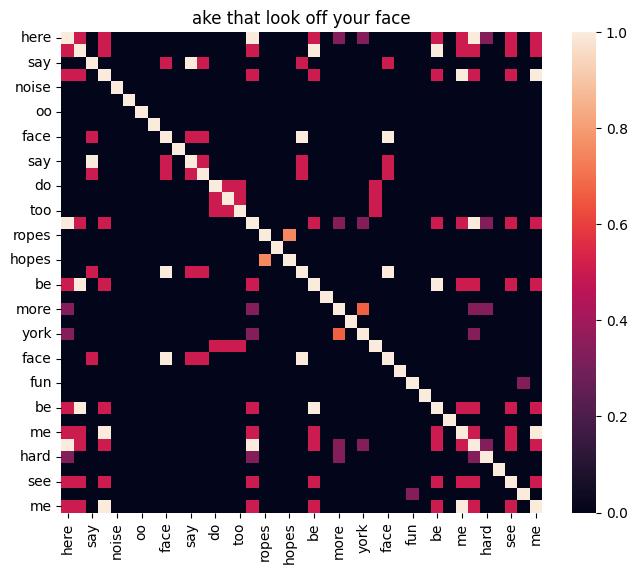 ake that look off your face
here
say
noise
oo
face
say
do
too
ropes
hopes
be
more
york
face
fun
be
me
hard
see
me
here
say
noise
oo
face
say
do
too
ropes
hopes
be
more
york
face
fun
be
me
hard
see
me
1.0
0.8
0.6
0.4
0.2
0.0